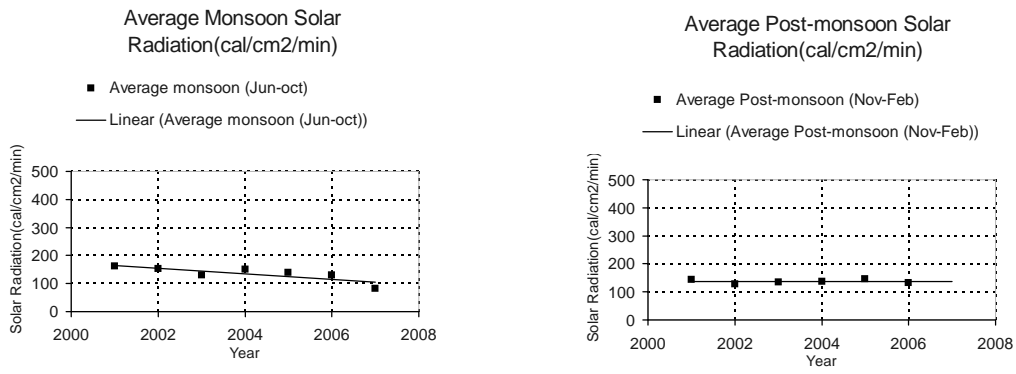 Average Monsoon Solar
Radiation(cal/cm2/min)
Average monsoon (Jun-oct)
Linear (Average monsoon (Jun-oct))
Solar Radiation(cal/cm2/min)
500
400
300
200
100
0
2000 2002 2004 2006 2008
Year
Average Post-monsoon Solar
Radiation(cal/cm2/min)
Average Post-monsoon (Nov-Feb)
Linear (Average Post-monsoon (Nov-Feb))
Solar Radiation(cal/cm2/min)
500
400
300
200
100
0
2000 2002 2004 2006 2008
Year